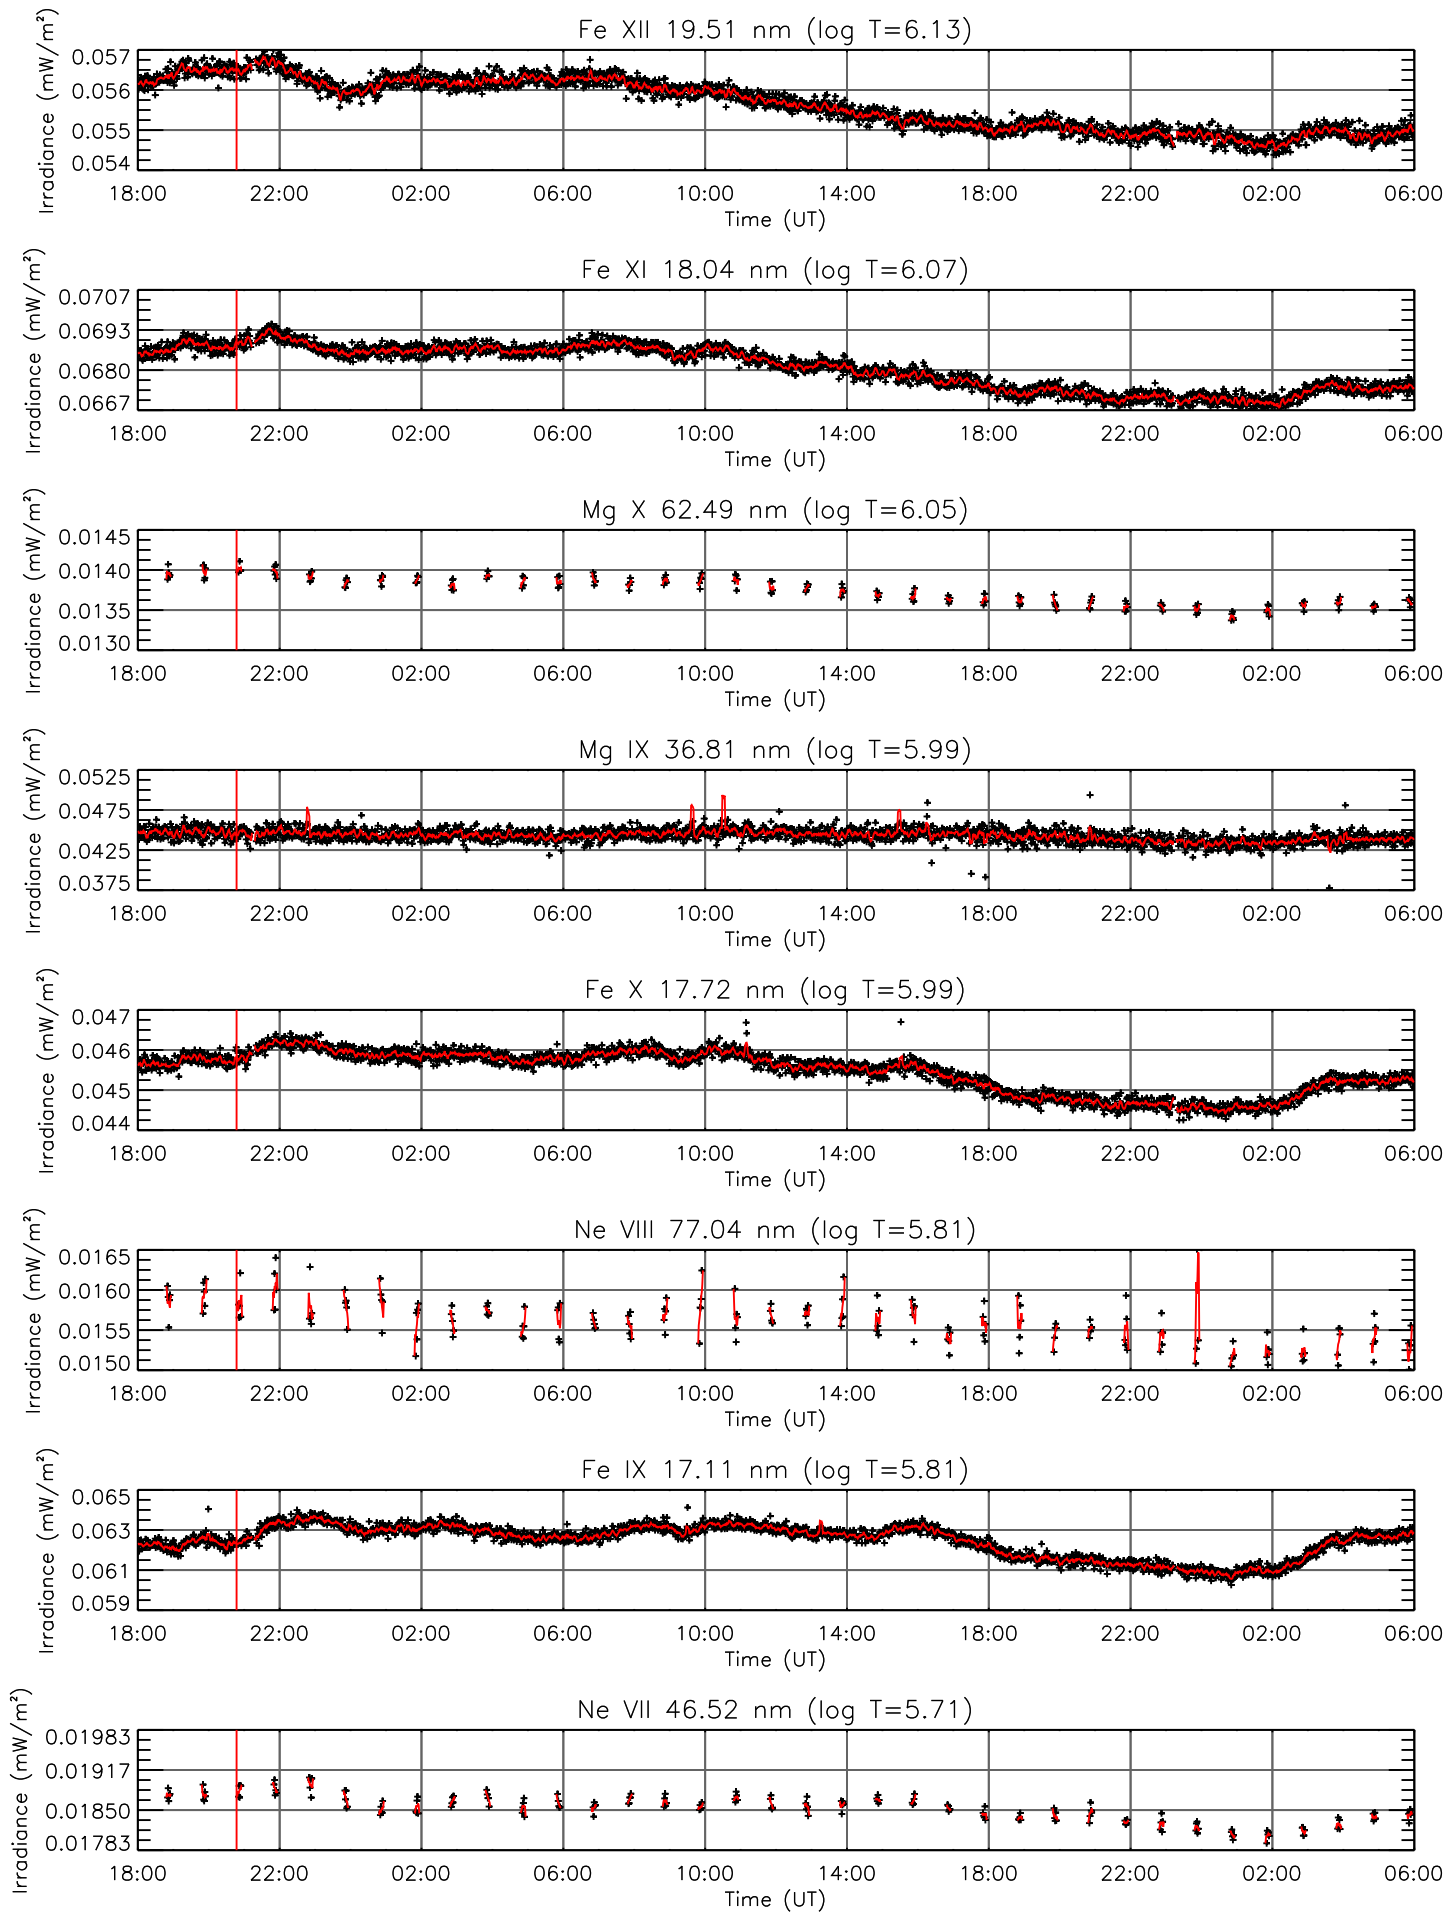 Fe XII 19.51 nm (log T=6.13)
Irradiance (mW/m²)
0.057
0.056
0.055
0.054
18:00 22:00 02:00 06:00 10:00 14:00 18:00 22:00 02:00 06:00
Time (UT)
Fe XI 18.04 nm (log T=6.07)
Irradiance (mW/m²)
0.0707
0.0693
0.0680
0.0667
18:00 22:00 02:00 06:00 10:00 14:00 18:00 22:00 02:00 06:00
Time (UT)
Mg X 62.49 nm (log T=6.05)
Irradiance (mW/m²)
0.0145
0.0140
0.0135
0.0130
18:00 22:00 02:00 06:00 10:00 14:00 18:00 22:00 02:00 06:00
Time (UT)
Mg IX 36.81 nm (log T=5.99)
Irradiance (mW/m²)
0.0525
0.0475
0.0425
0.0375
18:00 22:00 02:00 06:00 10:00 14:00 18:00 22:00 02:00 06:00
Time (UT)
Fe X 17.72 nm (log T=5.99)
Irradiance (mW/m²)
0.047
0.046
0.045
0.044
18:00 22:00 02:00 06:00 10:00 14:00 18:00 22:00 02:00 06:00
Time (UT)
Ne VIII 77.04 nm (log T=5.81)
Irradiance (mW/m²)
0.0165
0.0160
0.0155
0.0150
18:00 22:00 02:00 06:00 10:00 14:00 18:00 22:00 02:00 06:00
Time (UT)
Fe IX 17.11 nm (log T=5.81)
Irradiance (mW/m²)
0.065
0.063
0.061
0.059
18:00 22:00 02:00 06:00 10:00 14:00 18:00 22:00 02:00 06:00
Time (UT)
Ne VII 46.52 nm (log T=5.71)
Irradiance (mW/m²)
0.01983
0.01917
0.01850
0.01783
18:00 22:00 02:00 06:00 10:00 14:00 18:00 22:00 02:00 06:00
Time (UT)